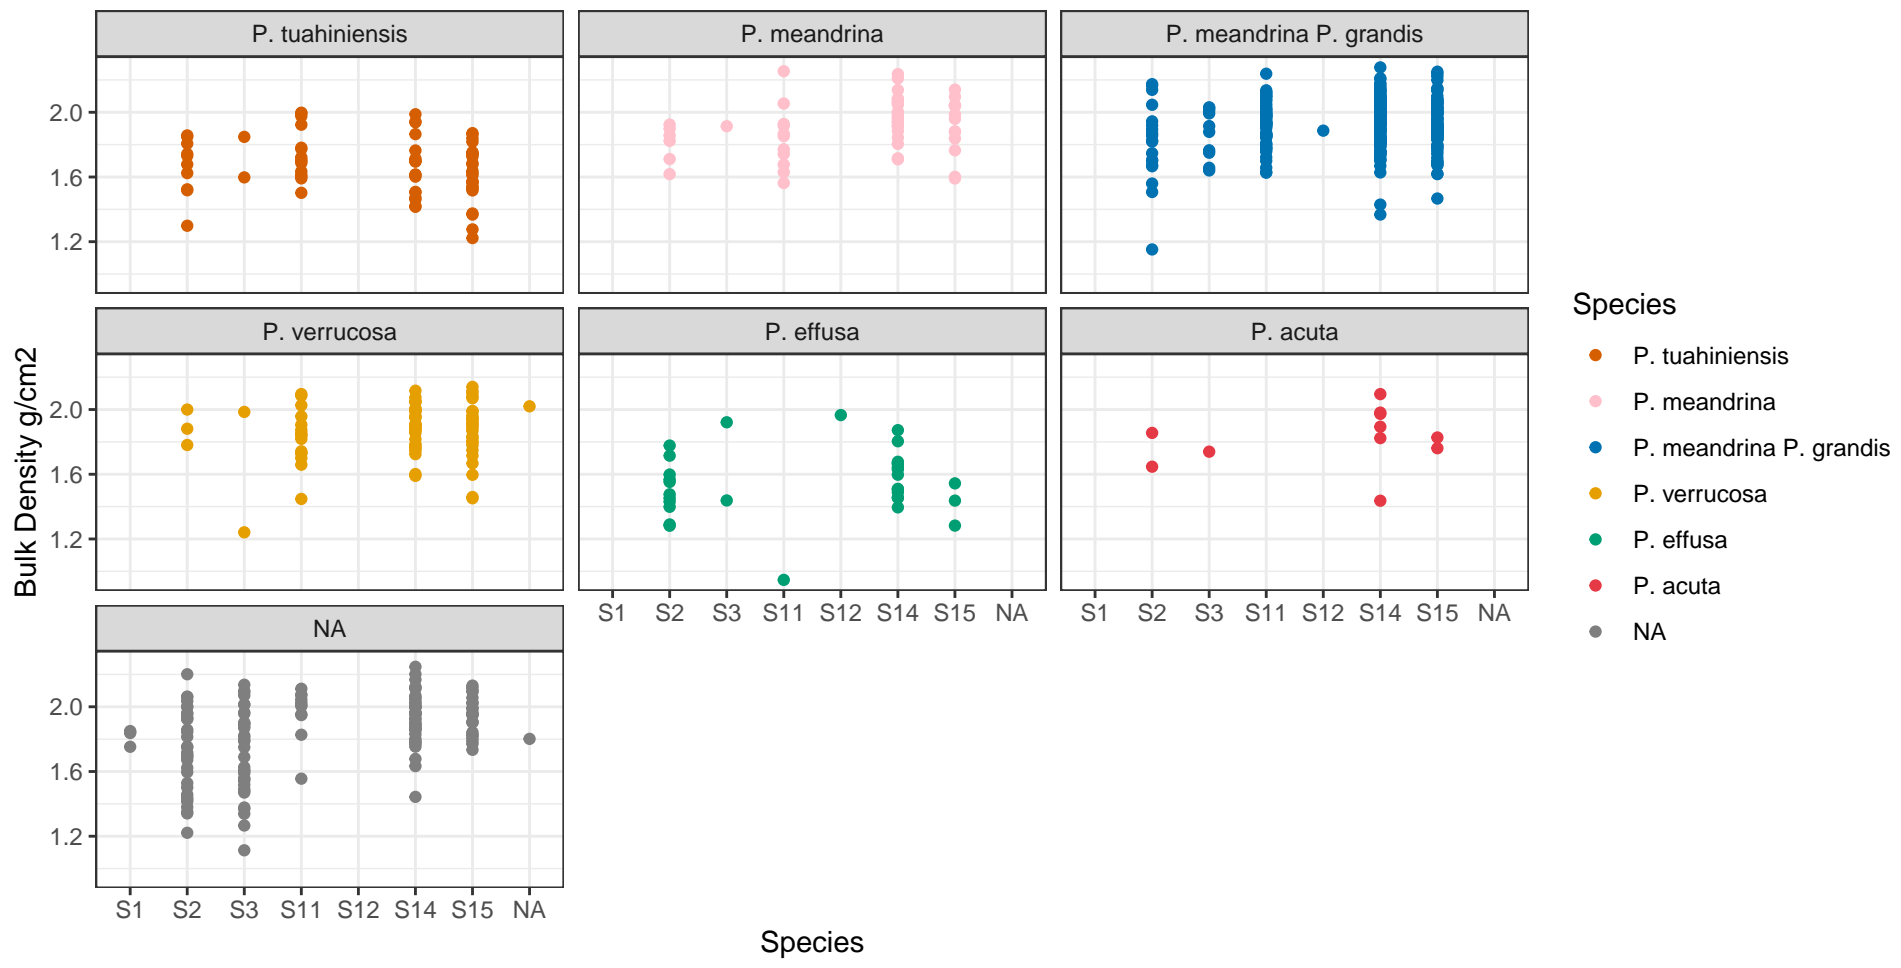 P. tuahiniensis
P. meandrina
P. meandrina P. grandis
2.0
1.6
1.2
P. verrucosa
P. effusa
P. acuta
2.0
1.6
1.2
S1 S2 S3 S11 S12 S14 S15 NA
S1 S2 S3 S11 S12 S14 S15 NA
NA
2.0
1.6
1.2
S1 S2 S3 S11 S12 S14 S15 NA
Species
Bulk Density g/cm2
Species
P. tuahiniensis
P. meandrina
P. meandrina P. grandis
P. verrucosa
P. effusa
P. acuta
NA